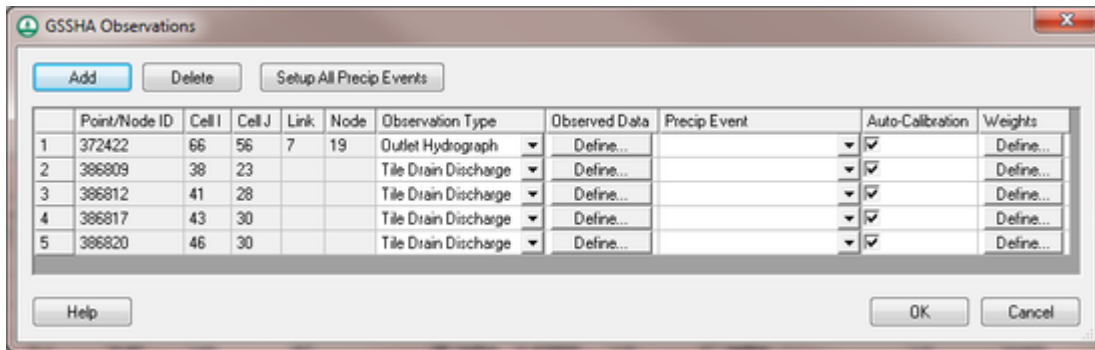 GSSHA Observations
Add Delete Setup All Precip Events
Point/Node ID Cell I Cell J Link Node Observation Type Observed Data Precip Event Auto-Calibration Weights
1 372422 66 56 7 19 Outlet Hydrograph Define... Define...
2 386809 38 23 Tile Drain Discharge Define... Define...
3 386812 41 28 Tile Drain Discharge Define... Define...
4 386817 43 30 Tile Drain Discharge Define... Define...
5 386820 46 30 Tile Drain Discharge Define... Define...
Help OK Cancel